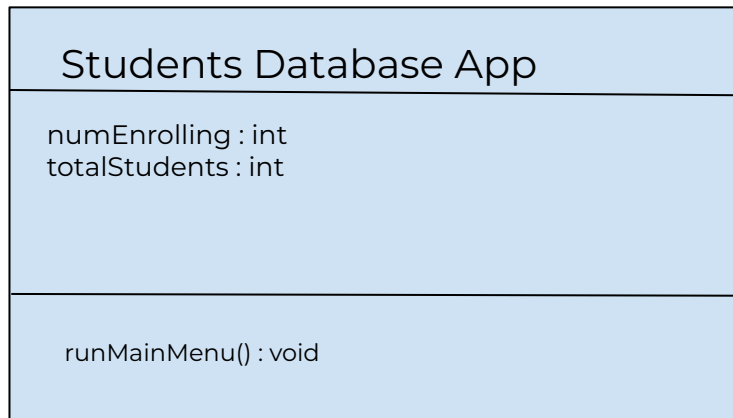 Students Database App
numEnrolling : int
totalStudents : int
runMainMenu() : void